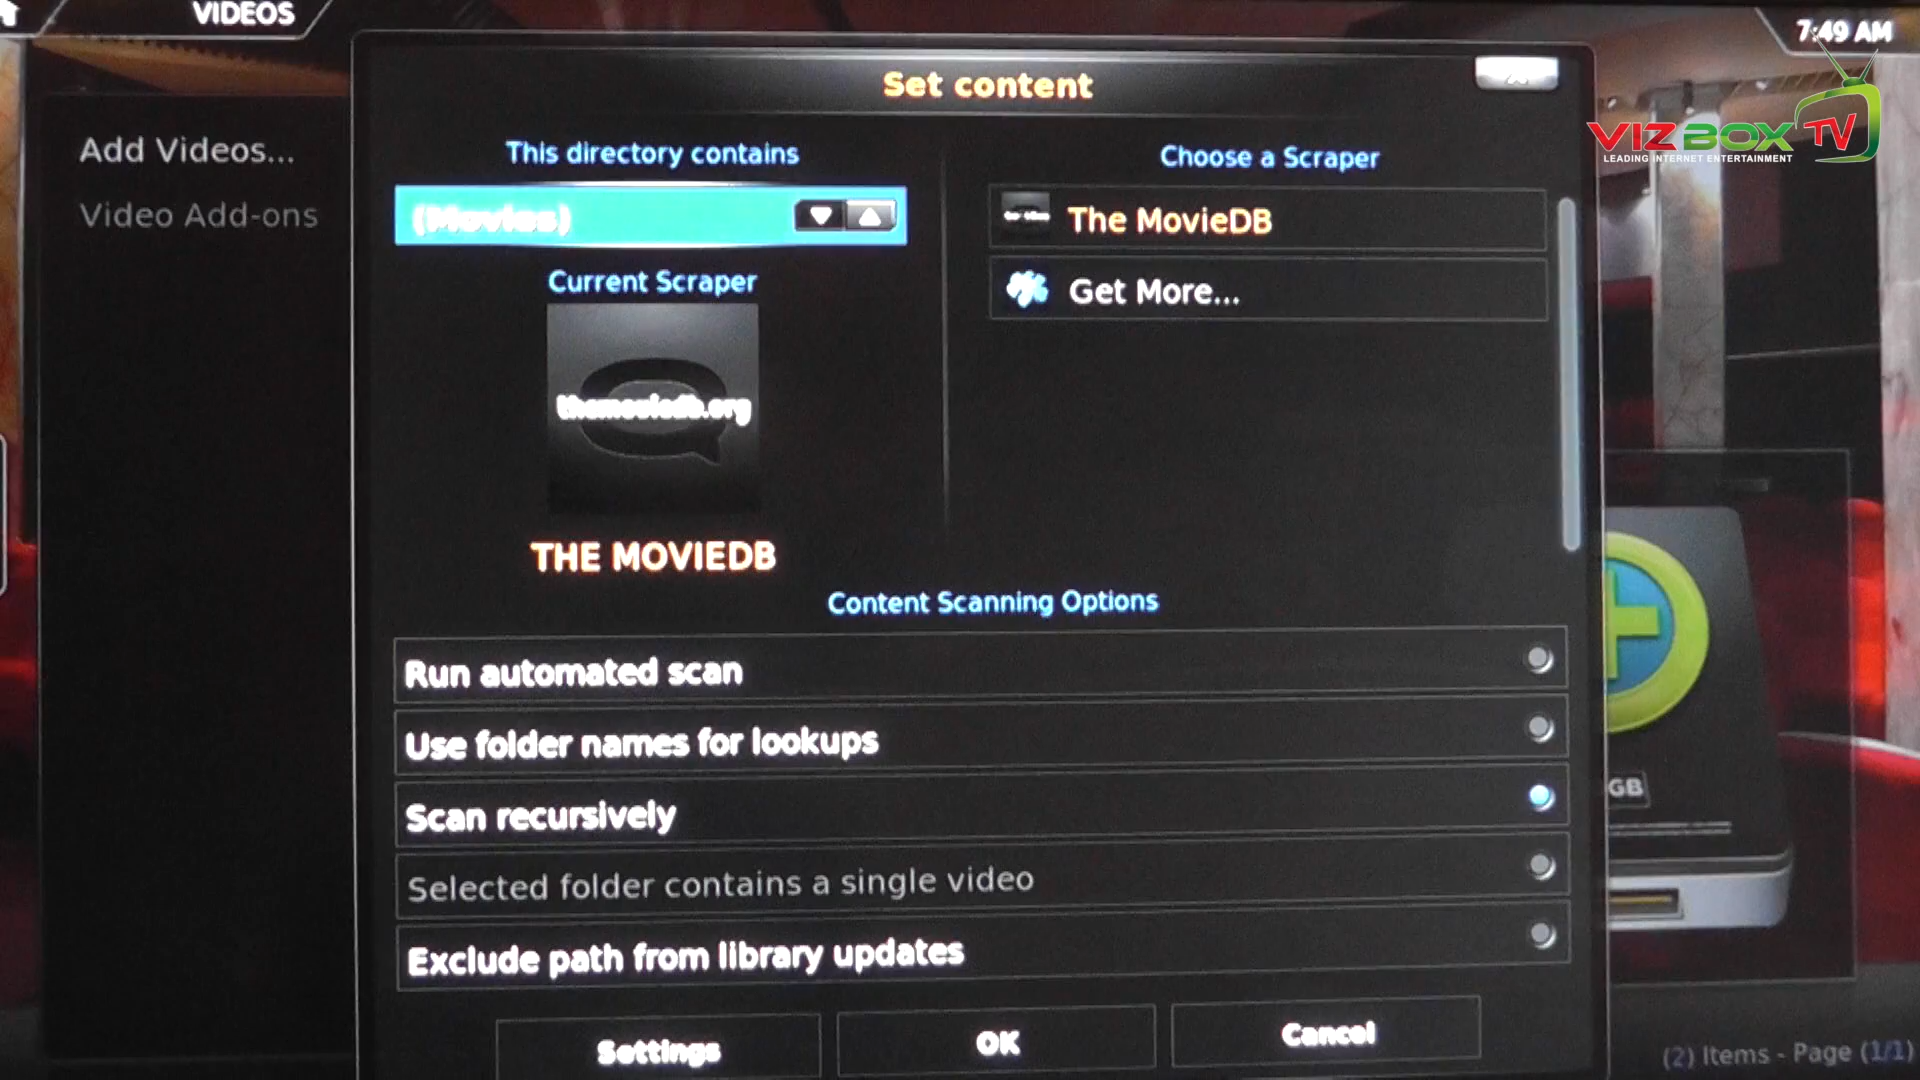 VIDEOS
7:49 AM
Set content
VIZBOX TV
LEADING INTERNET ENTERTAINMENT
Add Videos...
Video Add-ons
This directory contains
(Movies)
Current Scraper
themoviedb.org
THE MOVIEDB
Choose a Scraper
The MovieDB
Get More...
Content Scanning Options
Run automated scan
Use folder names for lookups
Scan recursively
Selected folder contains a single video
Exclude path from library updates
GB
Settings
OK
Cancel
(2) Items - Page (1/1)